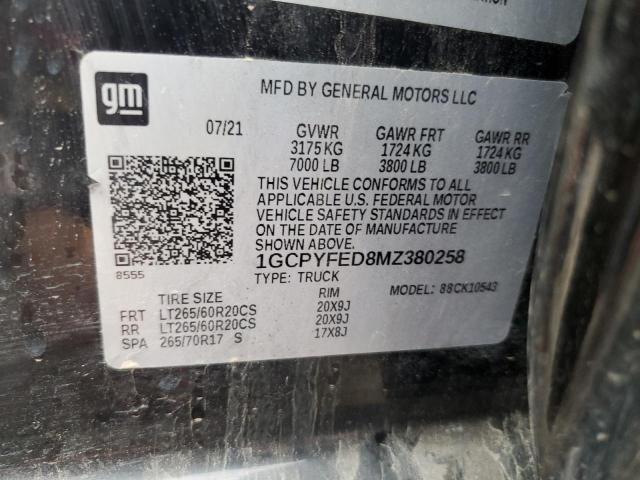 gm
MFD BY GENERAL MOTORS LLC
07/21 GVWR GAWR FRT GAWR RR
3175 KG 1724 KG 1724 KG
7000 LB 3800 LB 3800 LB
THIS VEHICLE CONFORMS TO ALL
APPLICABLE U.S. FEDERAL MOTOR
VEHICLE SAFETY STANDARDS IN EFFECT
ON THE DATE OF MANUFACTURE SHOWN ABOVE.
1GCPYFED8MZ380258
8555
TYPE: TRUCK MODEL: 88CK10543
TIRE SIZE RIM
FRT LT265/60R20CS 20X9J
RR LT265/60R20CS 20X9J
SPA 265/70R17 S 17X8J